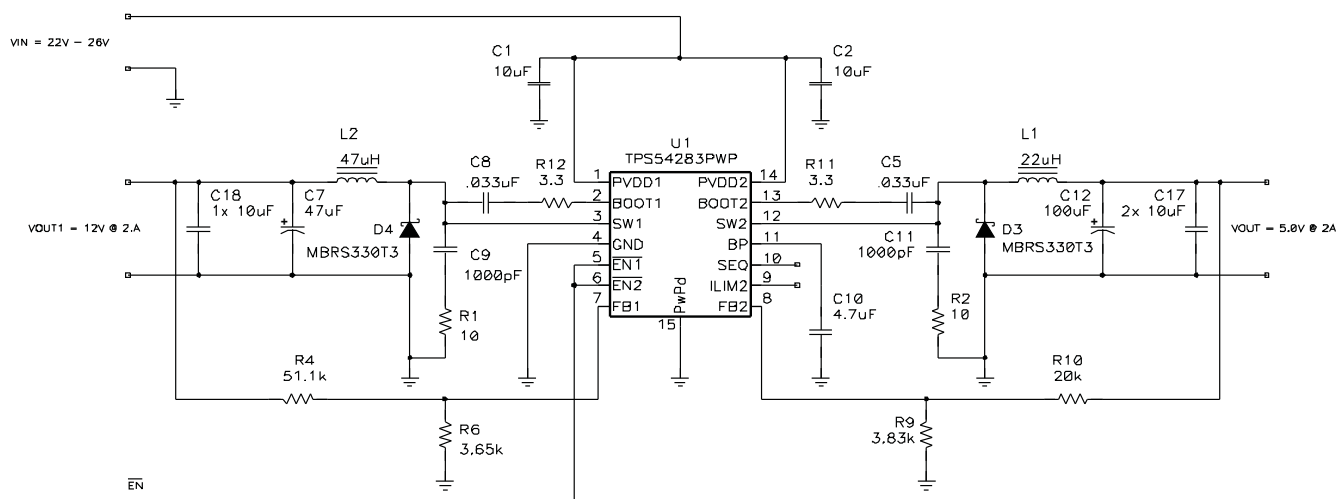 VIN = 22V - 26V
C1
10uF
C2
10uF
L2
47uH
C8
.033uF
R12
3.3
U1
TPS54283PWP
R11
3.3
C5
.033uF
L1
22uH
1
PVDD1
PVDD2
14
2
BOOT1
BOOT2
13
3
SW1
SW2
12
4
GND
BP
11
5
EN1
SEQ
10
6
EN2
ILIM2
9
7
FB1
FB2
8
PwPd
15
C18
1x 10uF
C7
47uF
C12
100uF
C17
2x 10uF
VOUT1 = 12V @ 2.A
D4
MBRS330T3
C9
1000pF
C11
1000pF
D3
MBRS330T3
VOUT = 5.0V @ 2A
R1
10
C10
4.7uF
R2
10
R4
51.1k
R10
20k
R6
3.65k
R9
3.83k
EN